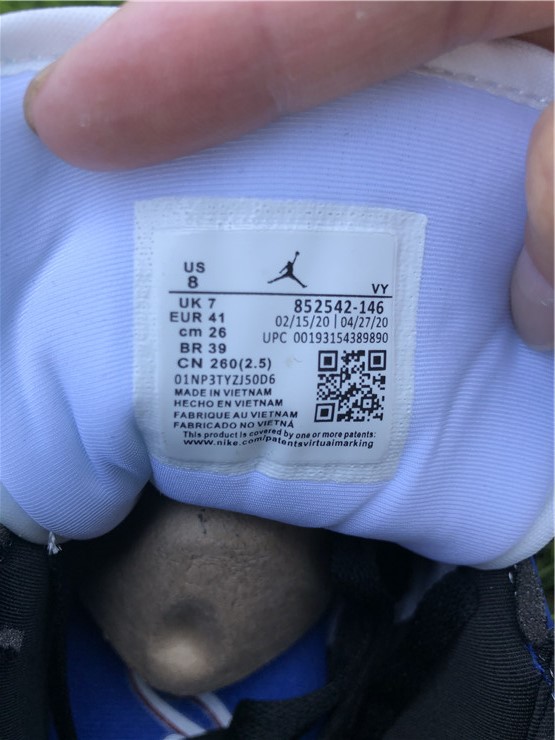 US
8
VY
UK 7
EUR 41
cm 26
BR 39
CN 260(2.5)
852542-146
02/15/20 | 04/27/20
UPC 00193154389890
01NP3TYZJ50D6
MADE IN VIETNAM
HECHO EN VIETNAM
FABRIQUE AU VIETNAM
FABRICADO NO VIETNÃ
This product is covered by one or more patents:
www.nike.com/patentsvirtualmarking